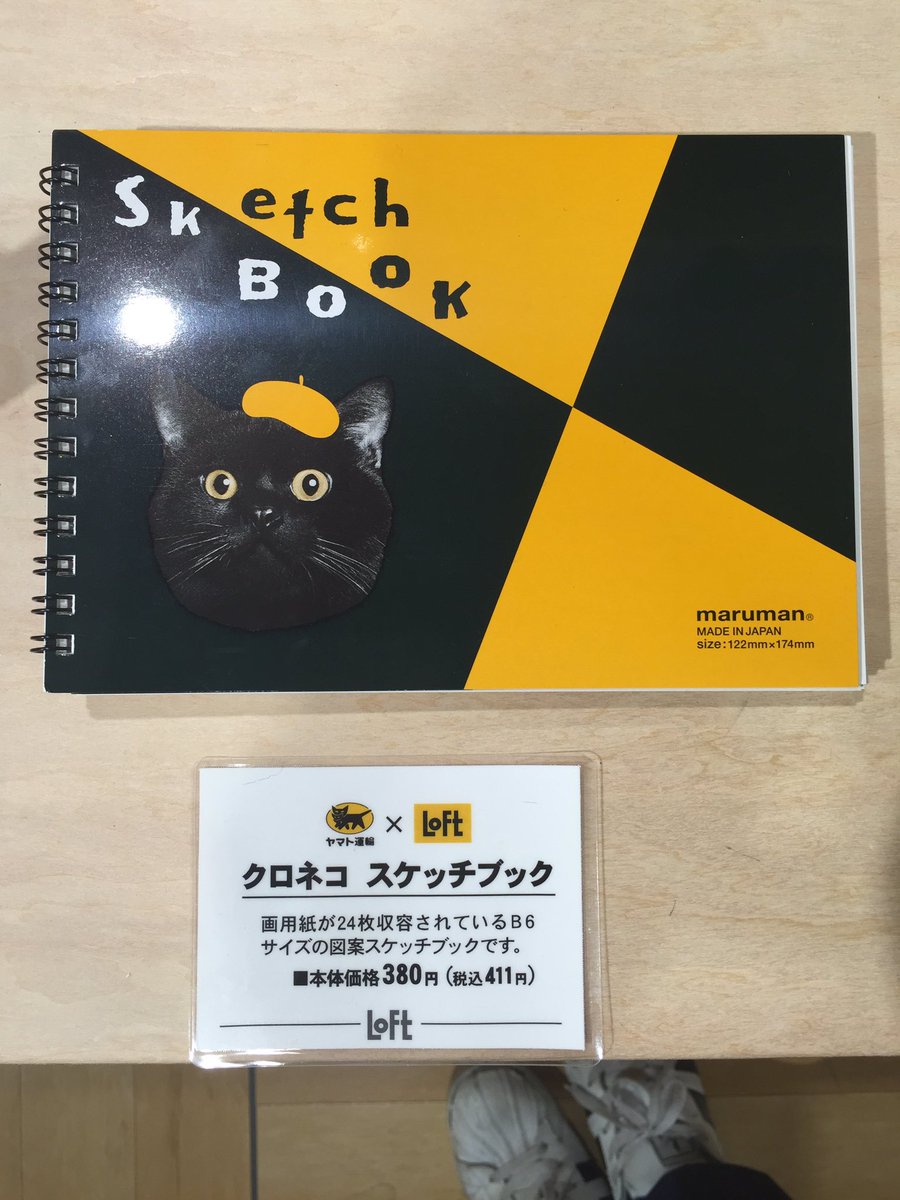 Sketch
Book
maruman®
MADE IN JAPAN
size:122mm×174mm
ヤマト運輸 × LoFt
クロネコ スケッチブック
画用紙が24枚収容されているB6
サイズの図案スケッチブックです。
■本体価格380円(税込411円)
LoFt